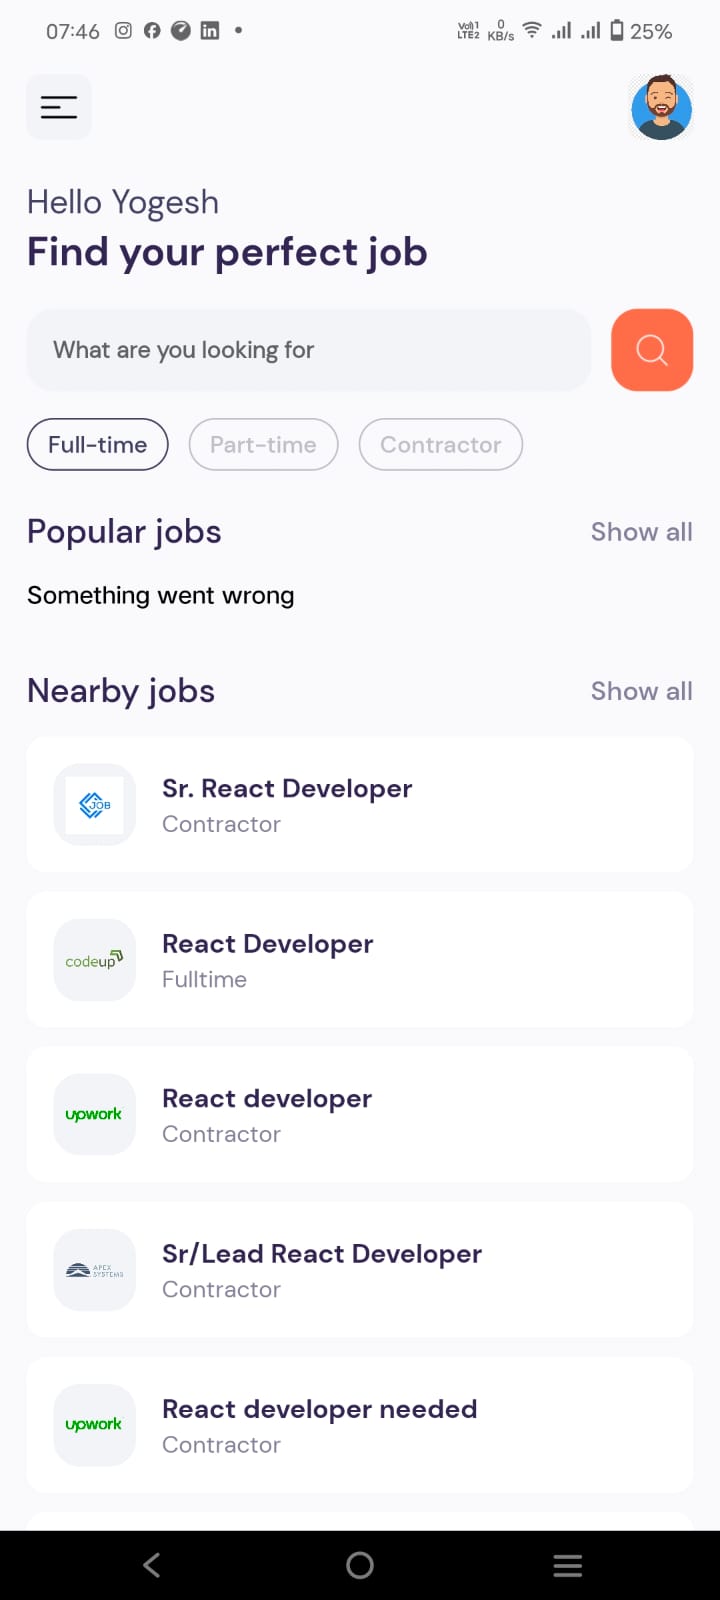 07:46
Vo)) 1 LTE2 0 KB/s 25%
Hello Yogesh
Find your perfect job
What are you looking for
Full-time Part-time Contractor
Popular jobs Show all
Something went wrong
Nearby jobs Show all
JOB
Sr. React Developer
Contractor
codeup
React Developer
Fulltime
upwork
React developer
Contractor
APEX
SYSTEMS
Sr/Lead React Developer
Contractor
upwork
React developer needed
Contractor